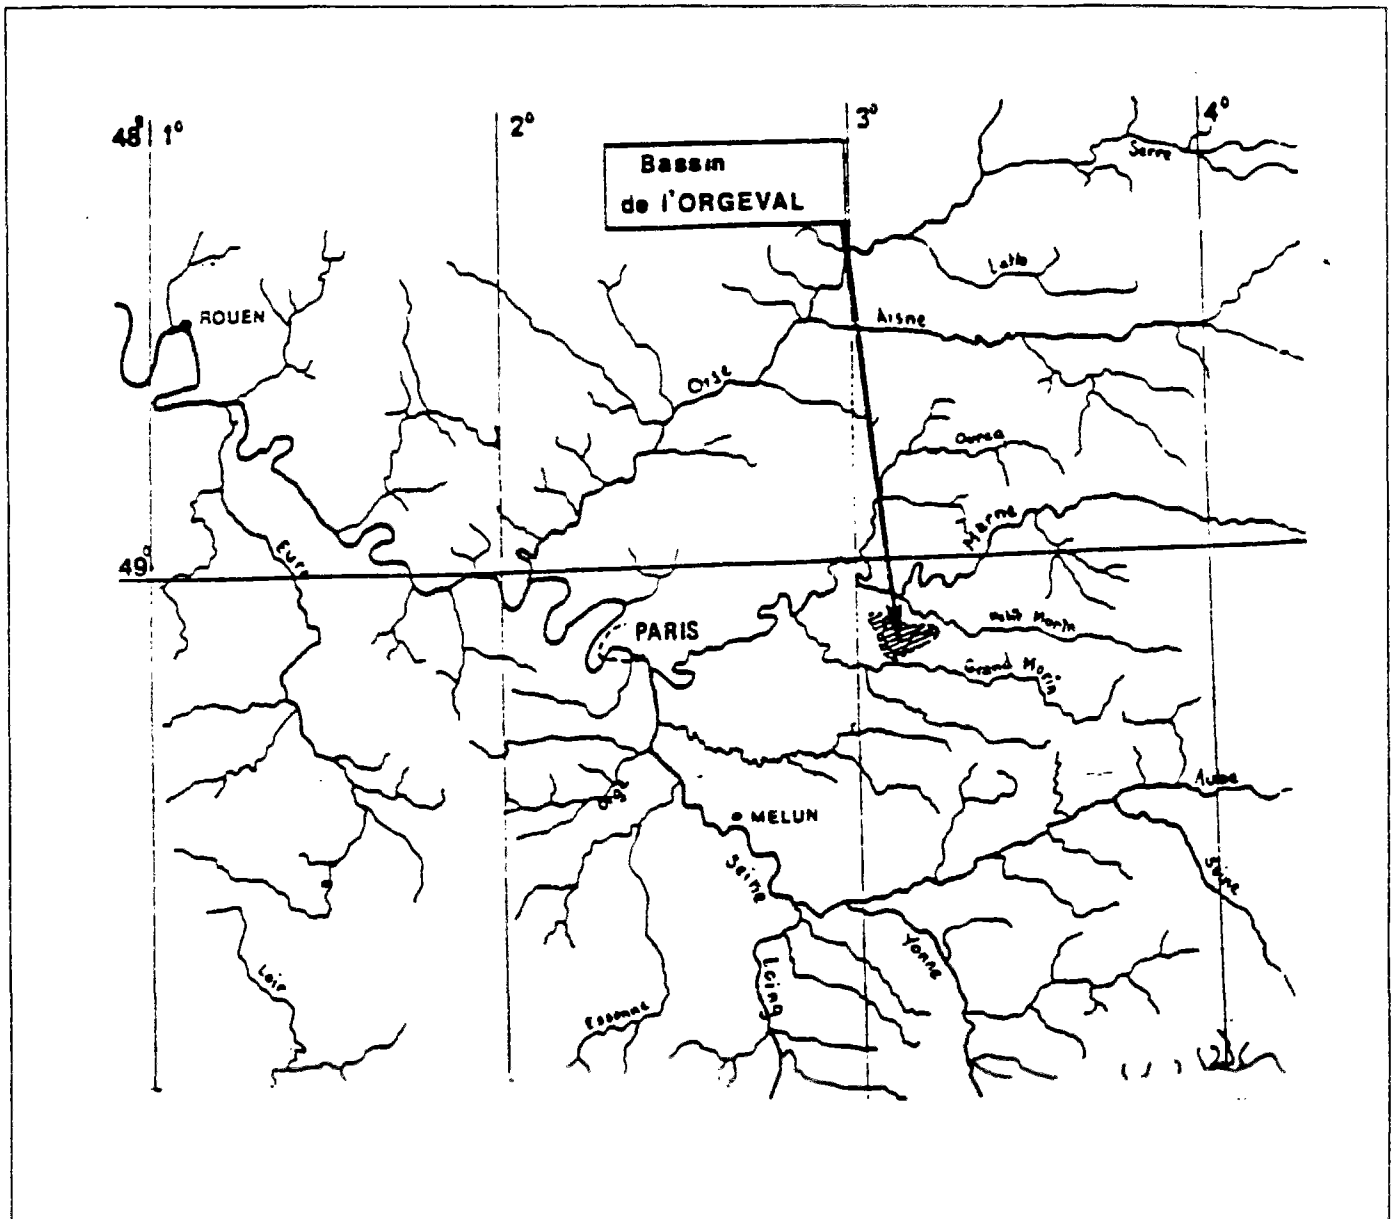 48° 1°
2°
3°
4°
Bassin
de l'ORGEVAL
Serre
ROUEN
Aisne
Oise
Ourcq
Marne
49°
Eure
PARIS
Petit Morin
Grand Morin
Aube
Orge
MELUN
Seine
Seine
Yonne
Loing
Loir
Essonne